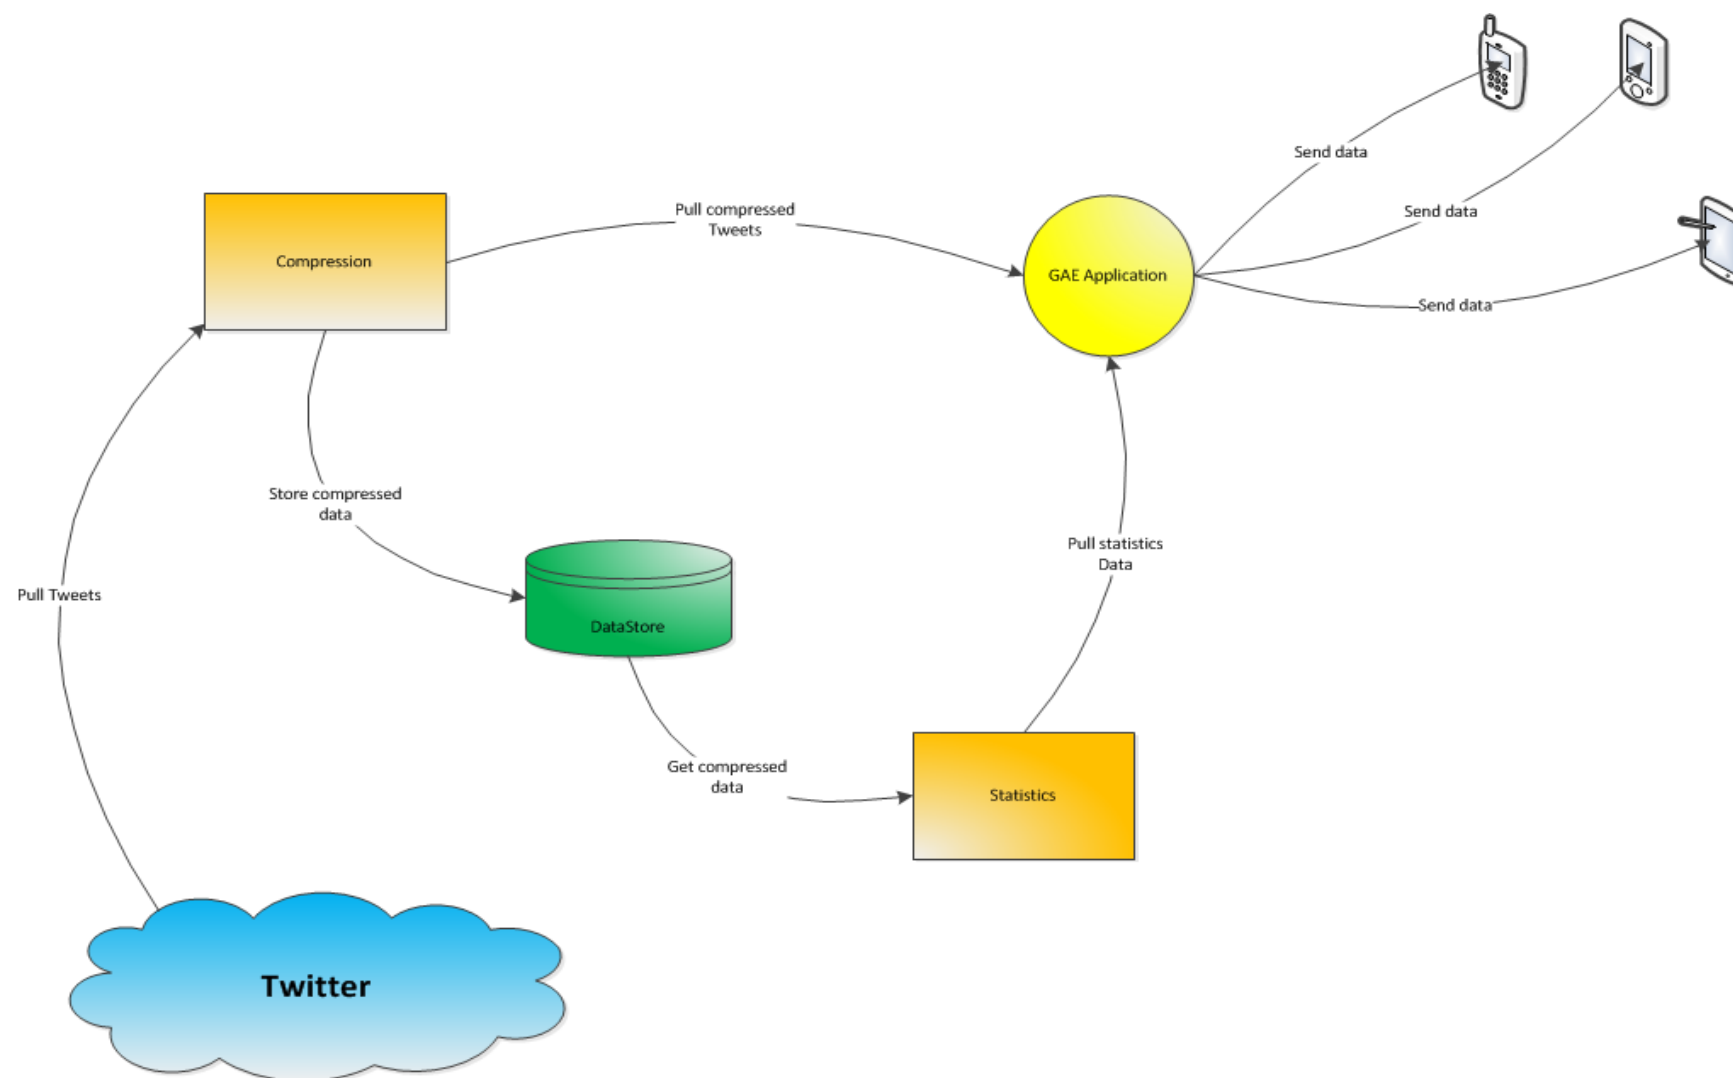 Send data
Pull compressed
Tweets
Send data
Compression
GAE Application
Send data
Store compressed
data
Pull statistics
Data
Pull Tweets
DataStore
Get compressed
data
Statistics
Twitter